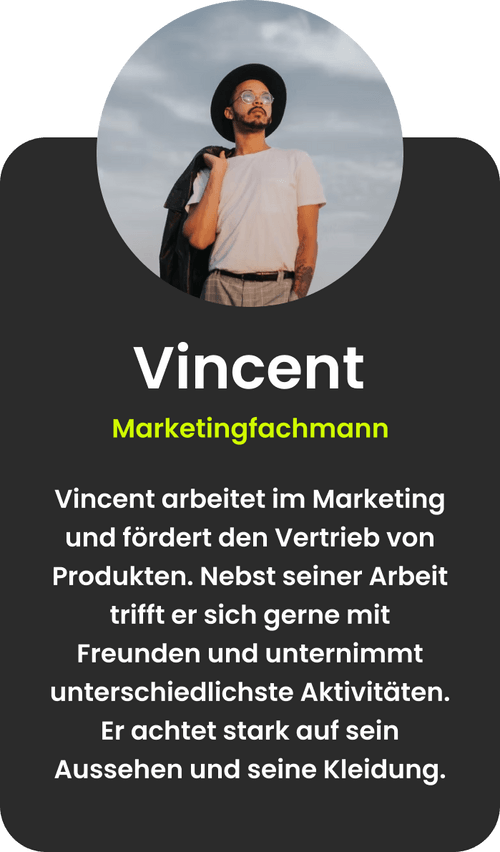 Vincent
Marketingfachmann
Vincent arbeitet im Marketing
und fördert den Vertrieb von
Produkten. Nebst seiner Arbeit
trifft er sich gerne mit
Freunden und unternimmt
unterschiedlichste Aktivitäten.
Er achtet stark auf sein
Aussehen und seine Kleidung.